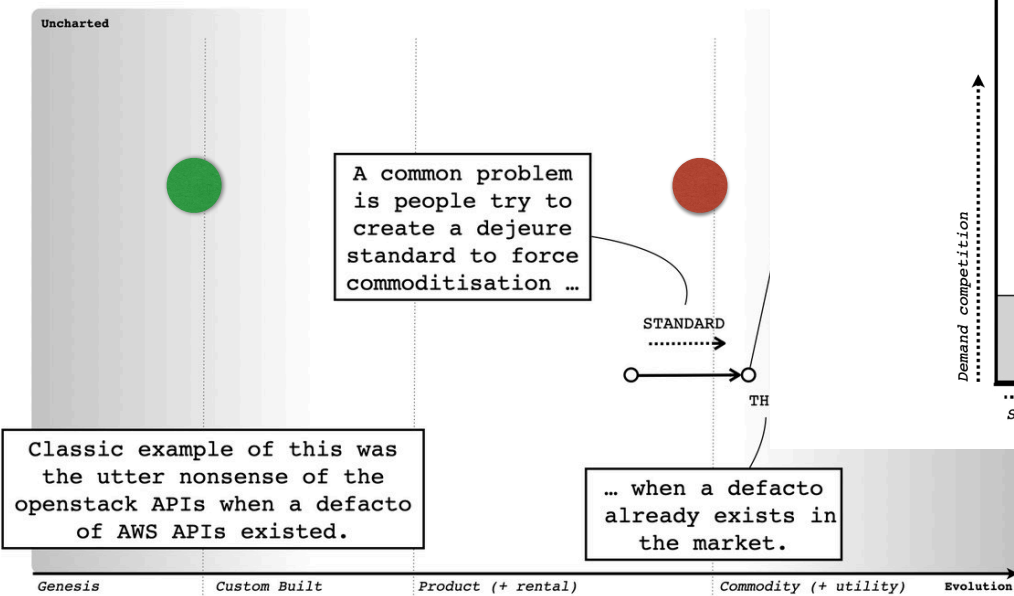 Uncharted
A common problem
is people try to
create a dejeure
standard to force
commoditisation …
Demand competition
STANDARD
TH
S
Classic example of this was
the utter nonsense of the
openstack APIs when a defacto
of AWS APIs existed.
… when a defacto
already exists in
the market.
Genesis
Custom Built
Product (+ rental)
Commodity (+ utility)
Evolution